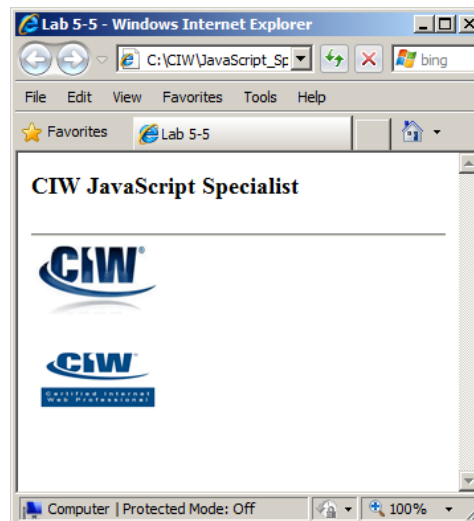 Lab 5-5 - Windows Internet Explorer
C:\CIW\JavaScript_Sp
bing
File Edit View Favorites Tools Help
Favorites Lab 5-5
CIW JavaScript Specialist
CIW®
CIW
Certified Internet
Web Professional
Computer | Protected Mode: Off 100%